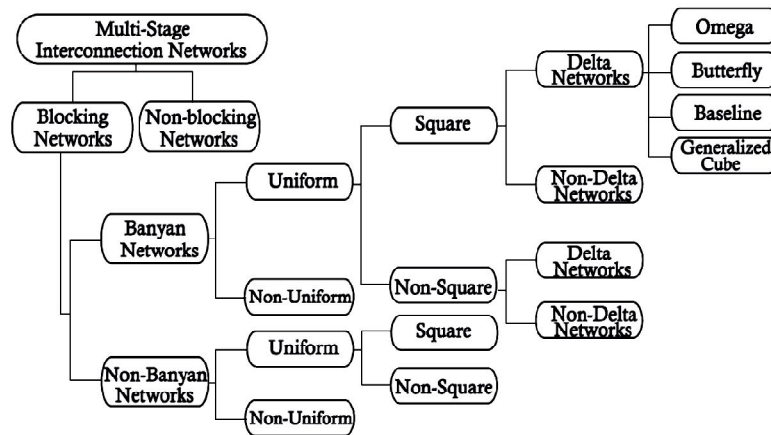 Multi-Stage
Interconnection Networks
Blocking
Networks
Non-blocking
Networks
Banyan
Networks
Non-Banyan
Networks
Uniform
Non-Uniform
Uniform
Non-Uniform
Square
Non-Square
Square
Non-Square
Delta
Networks
Non-Delta
Networks
Delta
Networks
Non-Delta
Networks
Omega
Butterfly
Baseline
Generalized
Cube